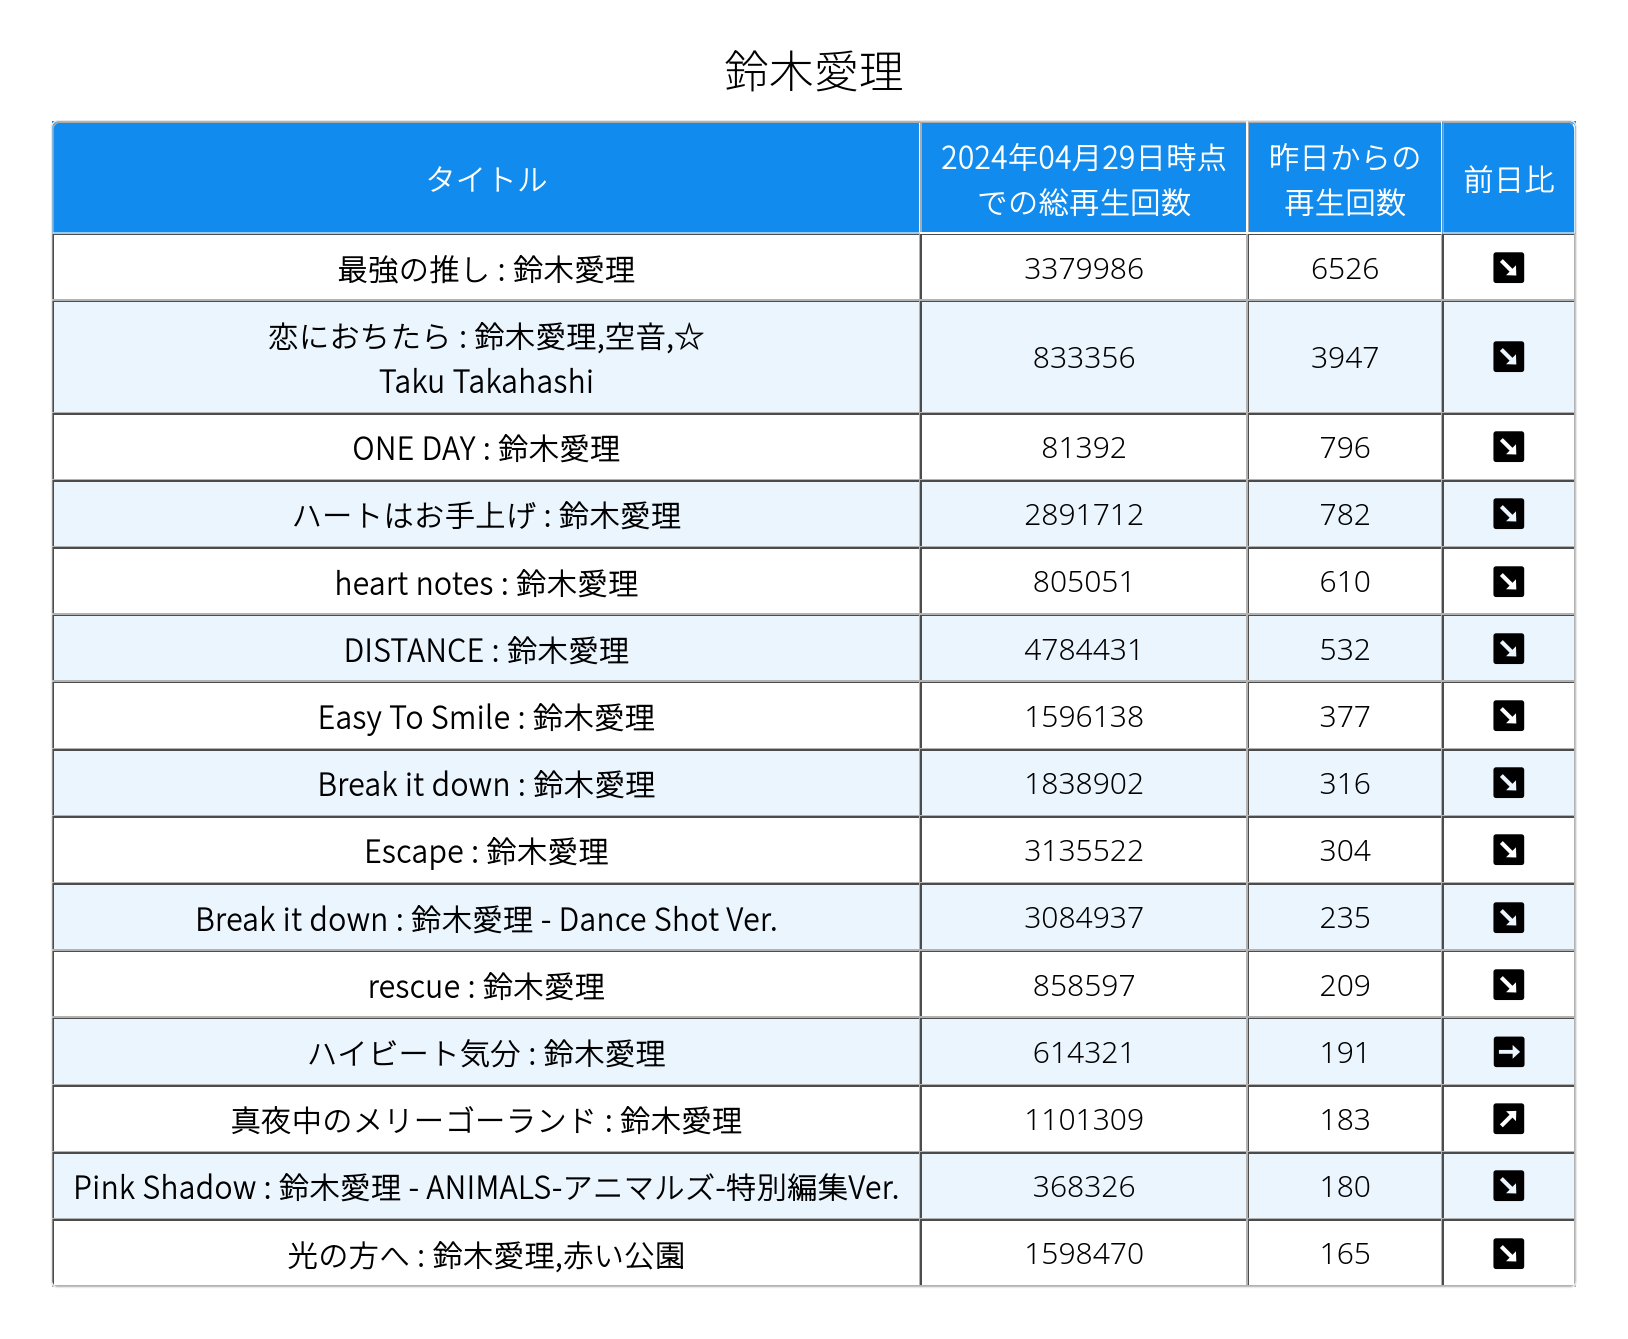 鈴木愛理
タイトル
2024年04月29日時点
での総再生回数
昨日からの
再生回数
前日比
最強の推し : 鈴木愛理 3379986 6526
恋におちたら : 鈴木愛理,空音,☆
Taku Takahashi
833356 3947
ONE DAY : 鈴木愛理 81392 796
ハートはお手上げ : 鈴木愛理 2891712 782
heart notes : 鈴木愛理 805051 610
DISTANCE : 鈴木愛理 4784431 532
Easy To Smile : 鈴木愛理 1596138 377
Break it down : 鈴木愛理 1838902 316
Escape : 鈴木愛理 3135522 304
Break it down : 鈴木愛理 - Dance Shot Ver. 3084937 235
rescue : 鈴木愛理 858597 209
ハイビート気分 : 鈴木愛理 614321 191
真夜中のメリーゴーランド : 鈴木愛理 1101309 183
Pink Shadow : 鈴木愛理 - ANIMALS-アニマルズ-特別編集Ver. 368326 180
光の方へ : 鈴木愛理,赤い公園 1598470 165